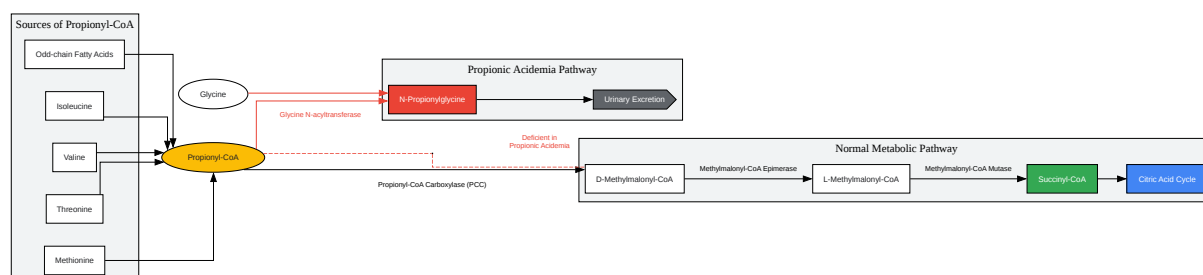 Sources of Propionyl-CoA
Odd-chain Fatty Acids
Isoleucine
Valine
Threonine
Methionine
Glycine
Propionyl-CoA
Glycine N-acyltransferase
Propionic Acidemia Pathway
N-Propionylglycine
Urinary Excretion
Deficient in
Propionic Acidemia
Propionyl-CoA Carboxylase (PCC)
Normal Metabolic Pathway
D-Methylmalonyl-CoA
Methylmalonyl-CoA Epimerase
L-Methylmalonyl-CoA
Methylmalonyl-CoA Mutase
Succinyl-CoA
Citric Acid Cycle